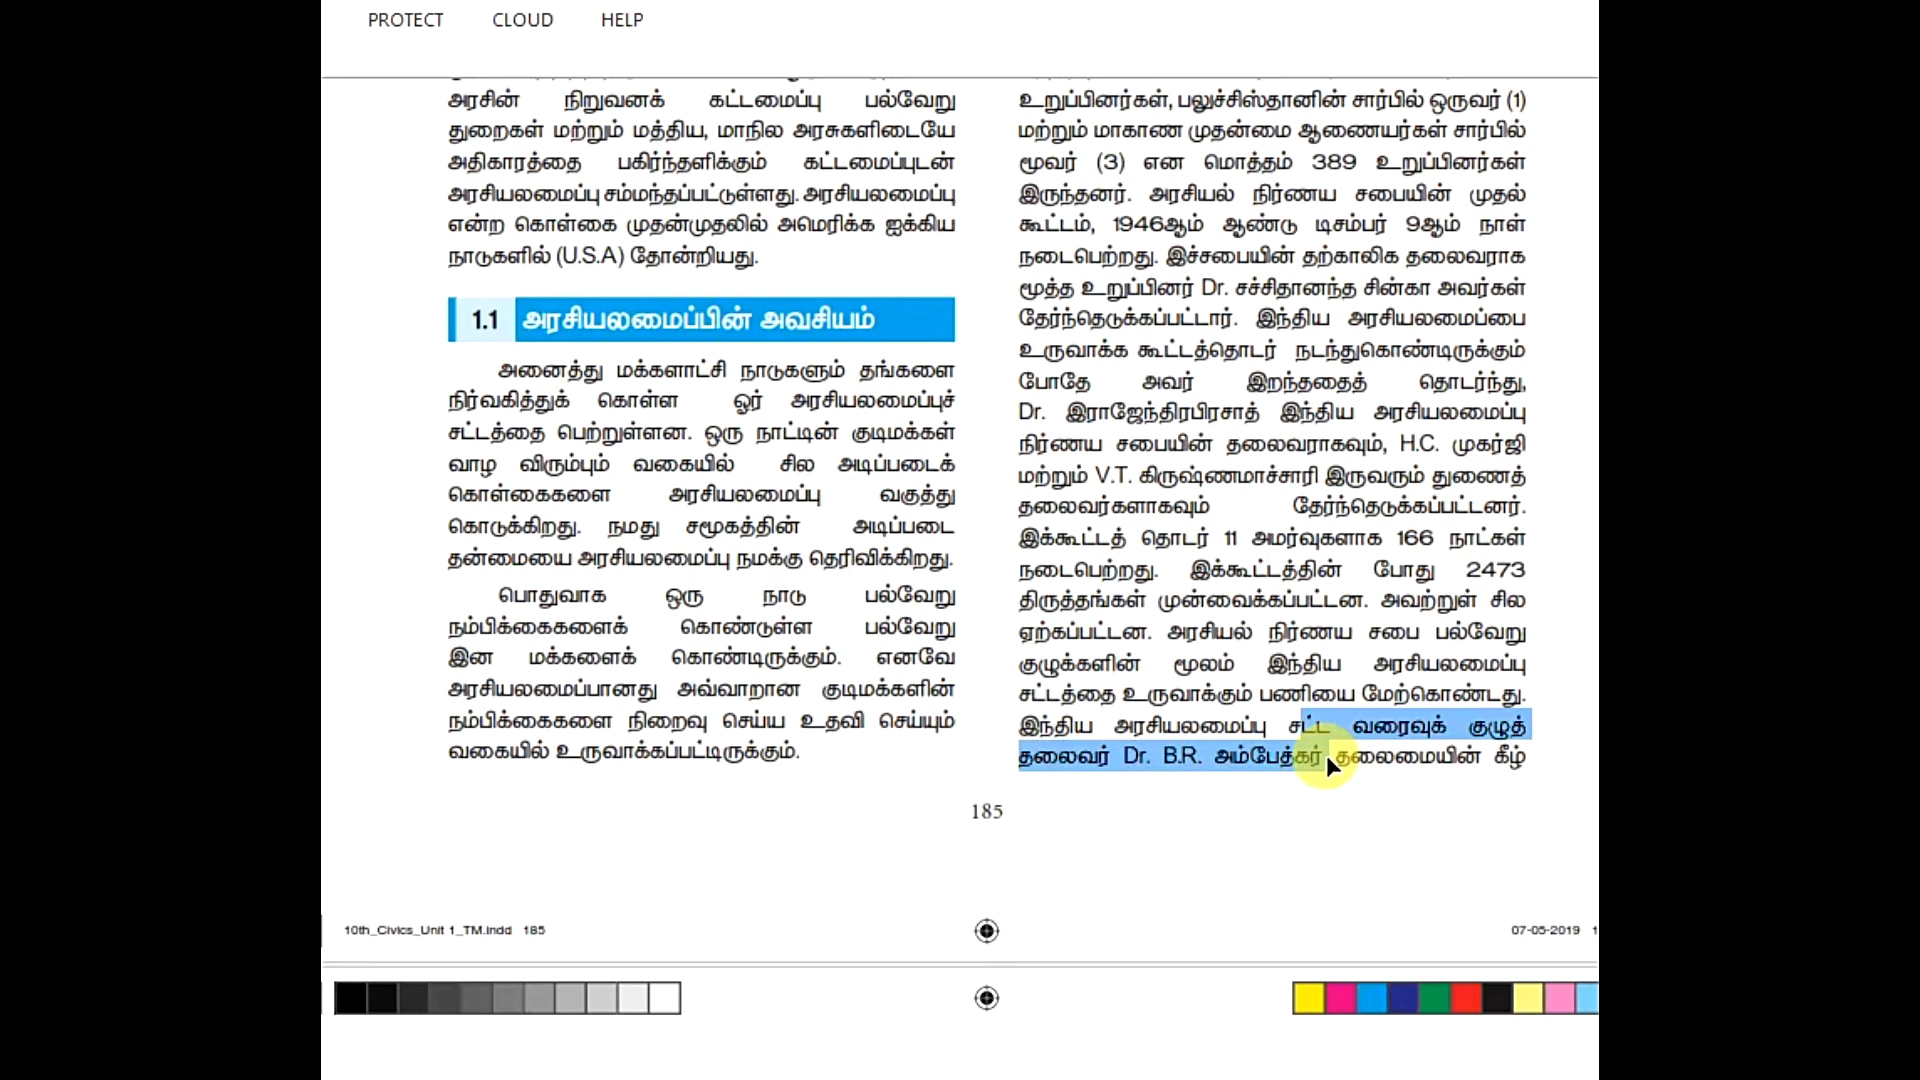 PROTECT CLOUD HELP
அரசின் நிறுவனக் கட்டமைப்பு பல்வேறு
துறைகள் மற்றும் மத்திய, மாநில அரசுகளிடையே
அதிகாரத்தை பகிர்ந்தளிக்கும் கட்டமைப்புடன்
அரசியலமைப்பு சம்மந்தப்பட்டுள்ளது. அரசியலமைப்பு
என்ற கொள்கை முதன்முதலில் அமெரிக்க ஐக்கிய
நாடுகளில் (U.S.A) தோன்றியது.
1.1 அரசியலமைப்பின் அவசியம்
அனைத்து மக்களாட்சி நாடுகளும் தங்களை
நிர்வகித்துக் கொள்ள ஓர் அரசியலமைப்புச்
சட்டத்தை பெற்றுள்ளன. ஒரு நாட்டின் குடிமக்கள்
வாழ விரும்பும் வகையில் சில அடிப்படைக்
கொள்கைகளை அரசியலமைப்பு வகுத்து
கொடுக்கிறது. நமது சமூகத்தின் அடிப்படை
தன்மையை அரசியலமைப்பு நமக்கு தெரிவிக்கிறது.
பொதுவாக ஒரு நாடு பல்வேறு
நம்பிக்கைகளைக் கொண்டுள்ள பல்வேறு
இன மக்களைக் கொண்டிருக்கும். எனவே
அரசியலமைப்பானது அவ்வாறான குடிமக்களின்
நம்பிக்கைகளை நிறைவு செய்ய உதவி செய்யும்
வகையில் உருவாக்கப்பட்டிருக்கும்.
உறுப்பினர்கள், பலுச்சிஸ்தானின் சார்பில் ஒருவர் (1)
மற்றும் மாகாண முதன்மை ஆணையர்கள் சார்பில்
மூவர் (3) என மொத்தம் 389 உறுப்பினர்கள்
இருந்தனர். அரசியல் நிர்ணய சபையின் முதல்
கூட்டம், 1946ஆம் ஆண்டு டிசம்பர் 9ஆம் நாள்
நடைபெற்றது. இச்சபையின் தற்காலிக தலைவராக
மூத்த உறுப்பினர் Dr. சச்சிதானந்த சின்கா அவர்கள்
தேர்ந்தெடுக்கப்பட்டார். இந்திய அரசியலமைப்பை
உருவாக்க கூட்டத்தொடர் நடந்துகொண்டிருக்கும்
போதே அவர் இறந்ததைத் தொடர்ந்து,
Dr. இராஜேந்திரபிரசாத் இந்திய அரசியலமைப்பு
நிர்ணய சபையின் தலைவராகவும், H.C. முகர்ஜி
மற்றும் V.T. கிருஷ்ணமாச்சாரி இருவரும் துணைத்
தலைவர்களாகவும் தேர்ந்தெடுக்கப்பட்டனர்.
இக்கூட்டத் தொடர் 11 அமர்வுகளாக 166 நாட்கள்
நடைபெற்றது. இக்கூட்டத்தின் போது 2473
திருத்தங்கள் முன்வைக்கப்பட்டன. அவற்றுள் சில
ஏற்கப்பட்டன. அரசியல் நிர்ணய சபை பல்வேறு
குழுக்களின் மூலம் இந்திய அரசியலமைப்பு
சட்டத்தை உருவாக்கும் பணியை மேற்கொண்டது.
இந்திய அரசியலமைப்பு சட்ட வரைவுக் குழுத்
தலைவர் Dr. B.R. அம்பேத்கர் தலைமையின் கீழ்
185
10th_Civics_Unit 1_TM.indd 185
07-05-2019 1